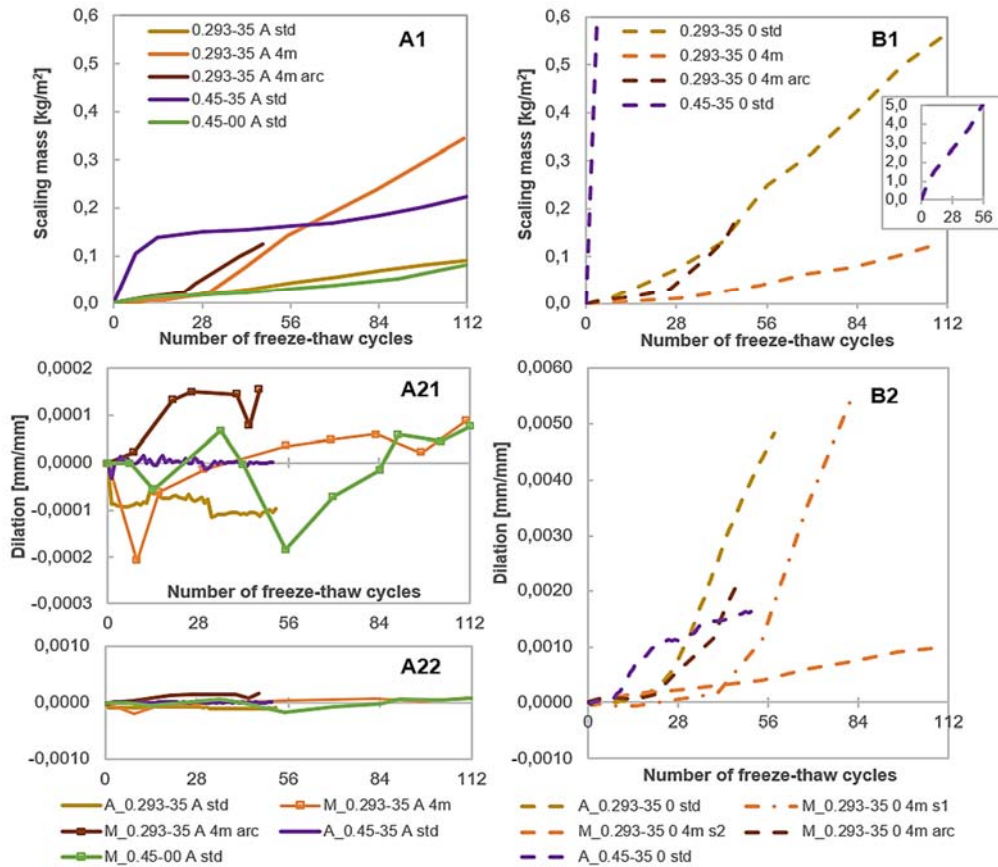 A1
0,6
0,5
0,4
0,3
0,2
0,1
0,0
Scaling mass [kg/m²]
0.293-35 A std
0.293-35 A 4m
0.293-35 A 4m arc
0.45-35 A std
0.45-00 A std
0 28 56 84 112
Number of freeze-thaw cycles
B1
0,6
0,5
0,4
0,3
0,2
0,1
0,0
Scaling mass [kg/m²]
0.293-35 0 std
0.293-35 0 4m
0.293-35 0 4m arc
0.45-35 0 std
5,0
4,0
3,0
2,0
1,0
0,0
0 28 56
0 28 56 84 112
Number of freeze-thaw cycles
A21
0,0002
0,0001
0,0000
-0,0001
-0,0002
-0,0003
Dilation [mm/mm]
Number of freeze-thaw cycles
0 28 56 84 112
A22
0,0010
0,0000
-0,0010
0 28 56 84 112
A_0.293-35 A std
M_0.293-35 A 4m
M_0.293-35 A 4m arc
A_0.45-35 A std
M_0.45-00 A std
B2
0,0060
0,0050
0,0040
0,0030
0,0020
0,0010
0,0000
-0,0010
Dilation [mm/mm]
0 28 56 84 112
Number of freeze-thaw cycles
A_0.293-35 0 std
M_0.293-35 0 4m s1
M_0.293-35 0 4m s2
M_0.293-35 0 4m arc
A_0.45-35 0 std